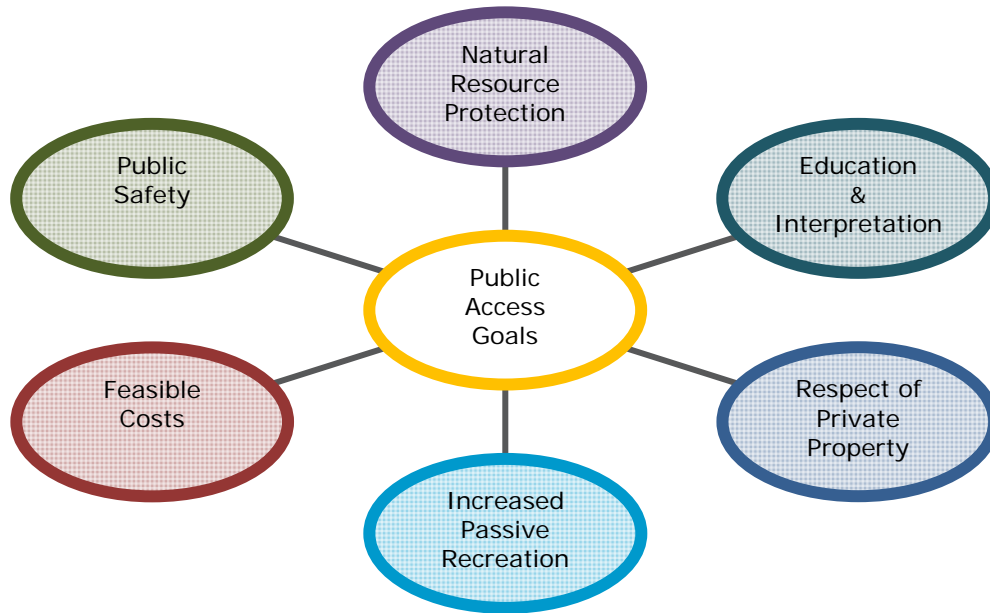 Natural
Resource
Protection
Public
Safety
Education
&
Interpretation
Public
Access
Goals
Feasible
Costs
Respect of
Private
Property
Increased
Passive
Recreation